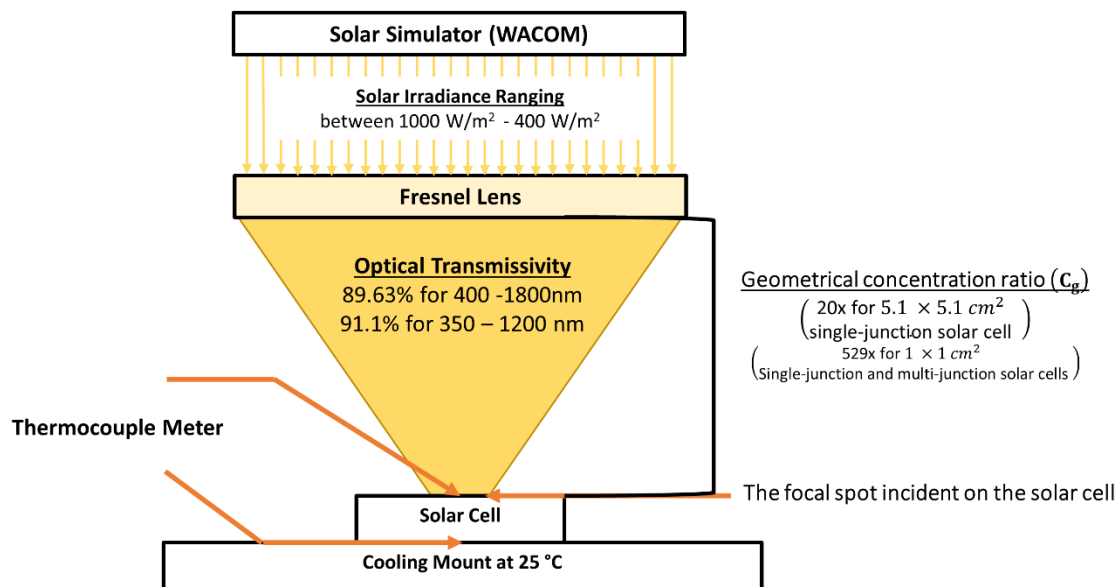 Solar Simulator (WACOM)
Solar Irradiance Ranging
between 1000 W/m² - 400 W/m²
Fresnel Lens
Optical Transmissivity
89.63% for 400 -1800nm
91.1% for 350 – 1200 nm
Geometrical concentration ratio (C_g)
(20x for 5.1 × 5.1 cm²
single-junction solar cell)
(529x for 1 × 1 cm²
Single-junction and multi-junction solar cells)
Thermocouple Meter
The focal spot incident on the solar cell
Solar Cell
Cooling Mount at 25 °C